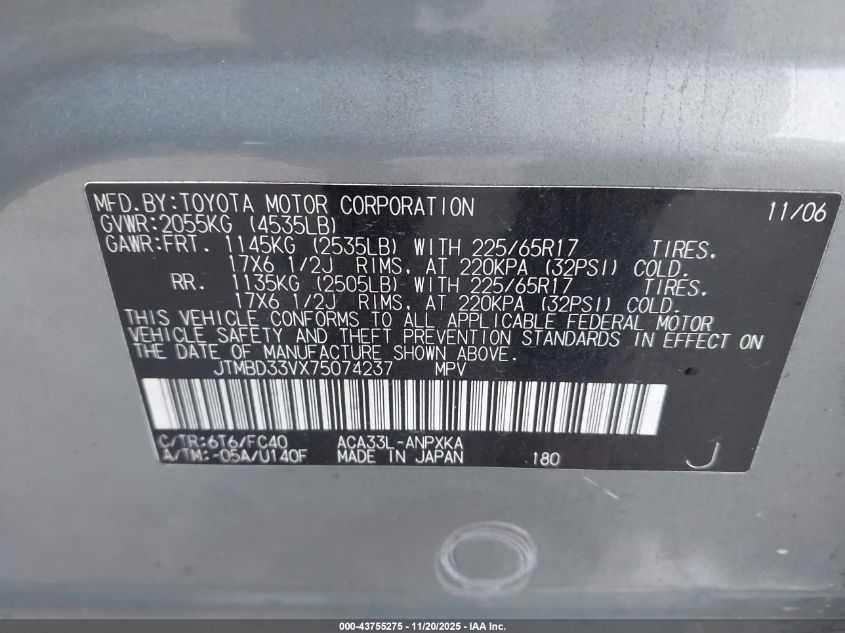 MFD.BY:TOYOTA MOTOR CORPORATION 11/06
GVWR:2055KG (4535LB)
GAWR:FRT. 1145KG (2535LB) WITH 225/65R17 TIRES.
17X6 1/2J RIMS. AT 220KPA (32PSI) COLD.
RR. 1135KG (2505LB) WITH 225/65R17 TIRES.
17X6 1/2J RIMS. AT 220KPA (32PSI) COLD.
THIS VEHICLE CONFORMS TO ALL APPLICABLE FEDERAL MOTOR
VEHICLE SAFETY AND THEFT PREVENTION STANDARDS IN EFFECT ON
THE DATE OF MANUFACTURE SHOWN ABOVE.
JTMBD33VX75074237 MPV
C/TR:6T6/FC40 ACA33L-ANPXKA
A/TM:-05A/U140F MADE IN JAPAN 180 J
000-43755275 - 11/20/2025 - IAA Inc.